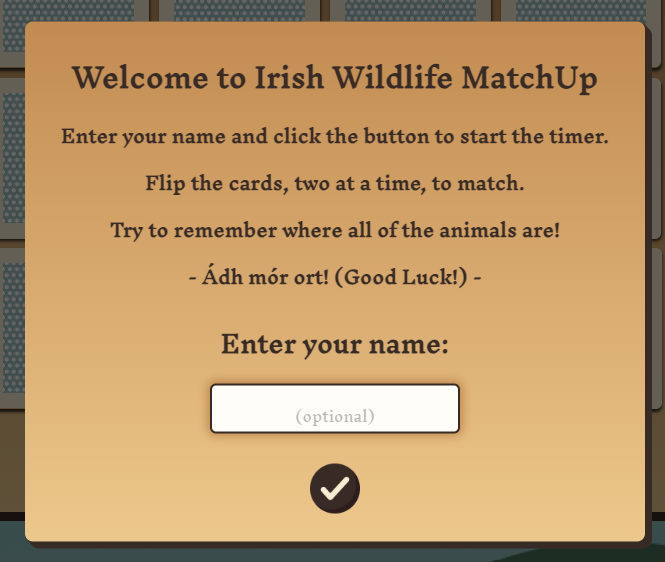 Welcome to Irish Wildlife MatchUp
Enter your name and click the button to start the timer.
Flip the cards, two at a time, to match.
Try to remember where all of the animals are!
- Ádh mór ort! (Good Luck!) -
Enter your name:
(optional)